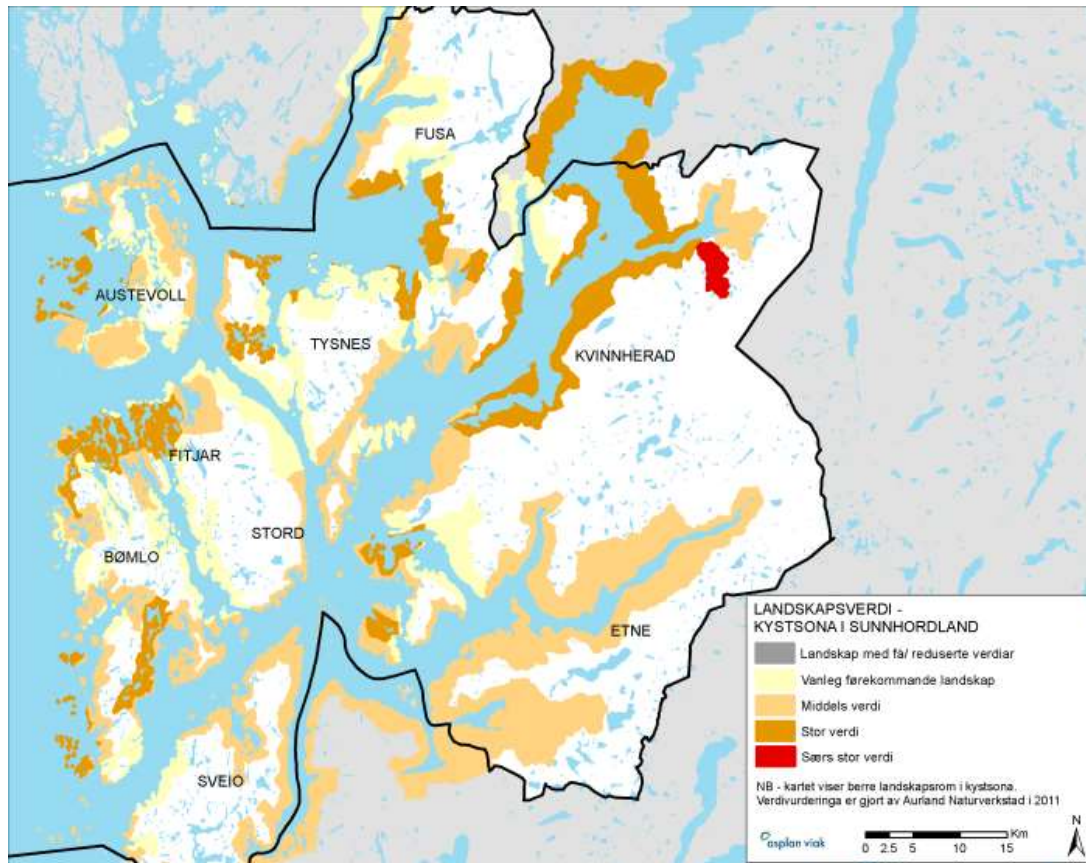 FUSA
AUSTEVOLL
TYSNES
KVINNHERAD
FITJAR
STORD
BØMLO
ETNE
SVEIO
LANDSKAPSVERDI -
KYSTSONA I SUNNHORDLAND
Landskap med få/ reduserte verdiar
Vanleg førekommande landskap
Middels verdi
Stor verdi
Særs stor verdi
NB - kartet viser berre landskapsrom i kystsona.
Verdivurderinga er gjort av Aurland Naturverkstad i 2011
asplan viak
0 2.5 5 10 15 Km
N